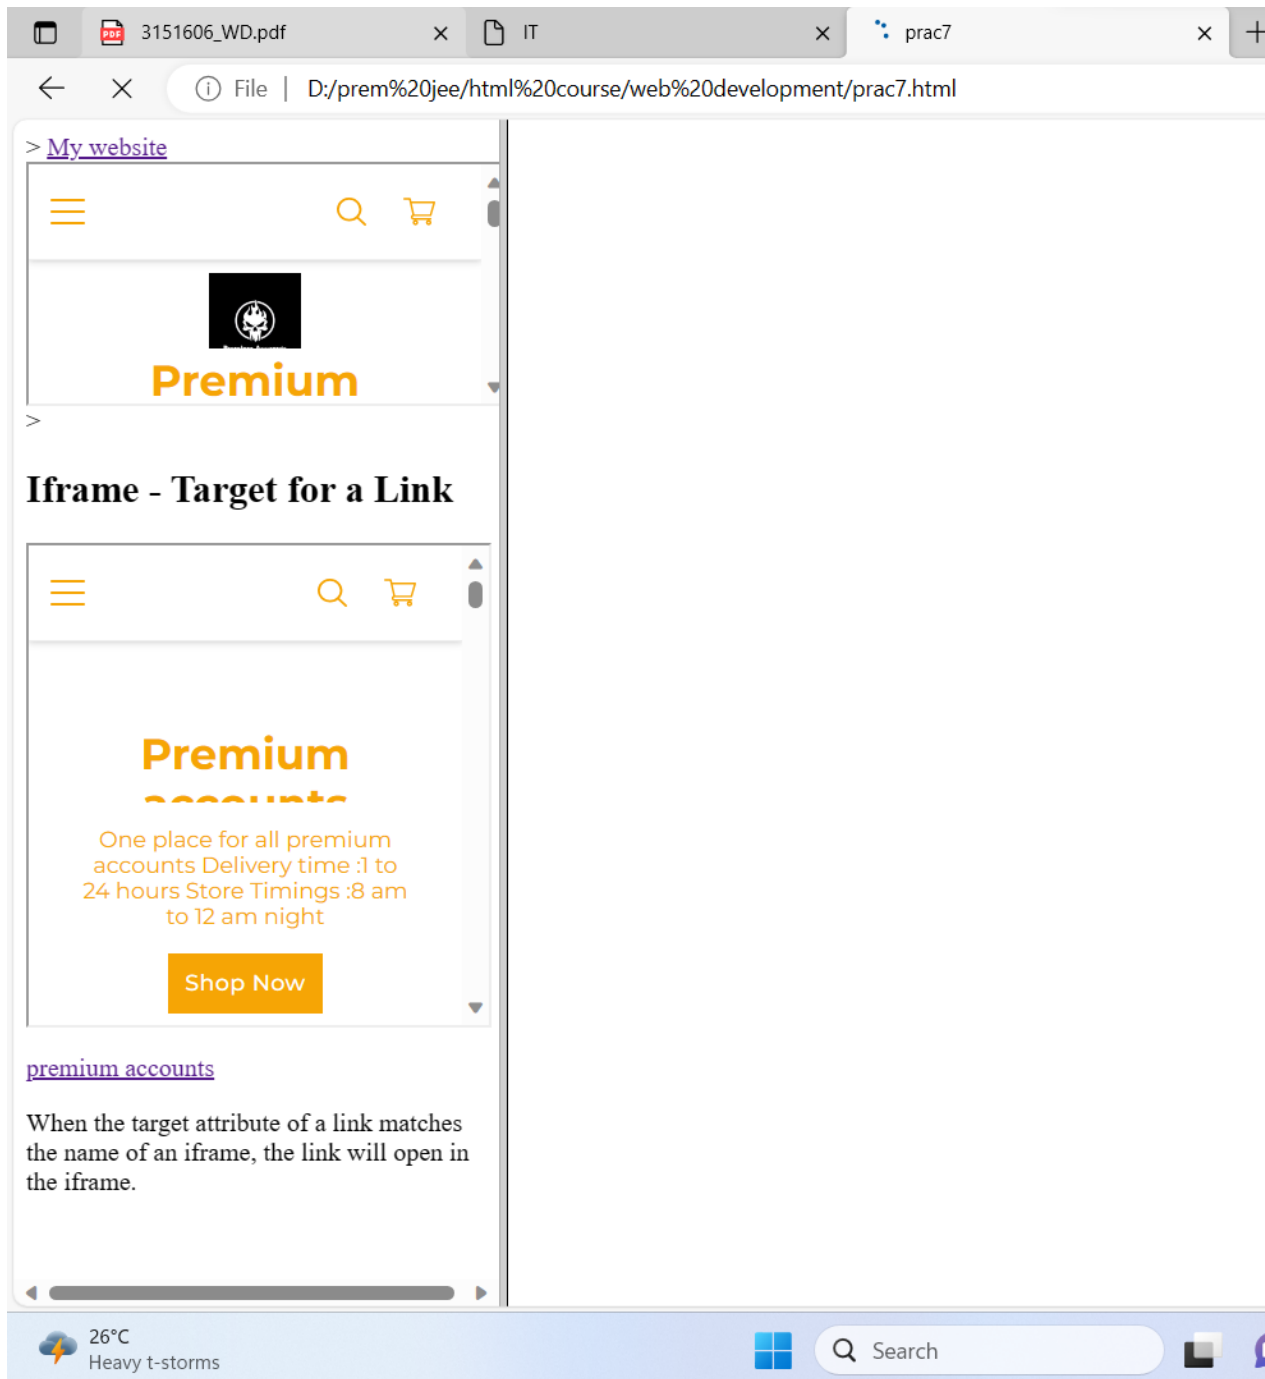 3151606_WD.pdf
IT
prac7
File | D:/prem%20jee/html%20course/web%20development/prac7.html
> My website
Premium
>
Iframe - Target for a Link
Premium
accounts
One place for all premium
accounts Delivery time :1 to
24 hours Store Timings :8 am
to 12 am night
Shop Now
premium accounts
When the target attribute of a link matches
the name of an iframe, the link will open in
the iframe.
26°C
Heavy t-storms
Search